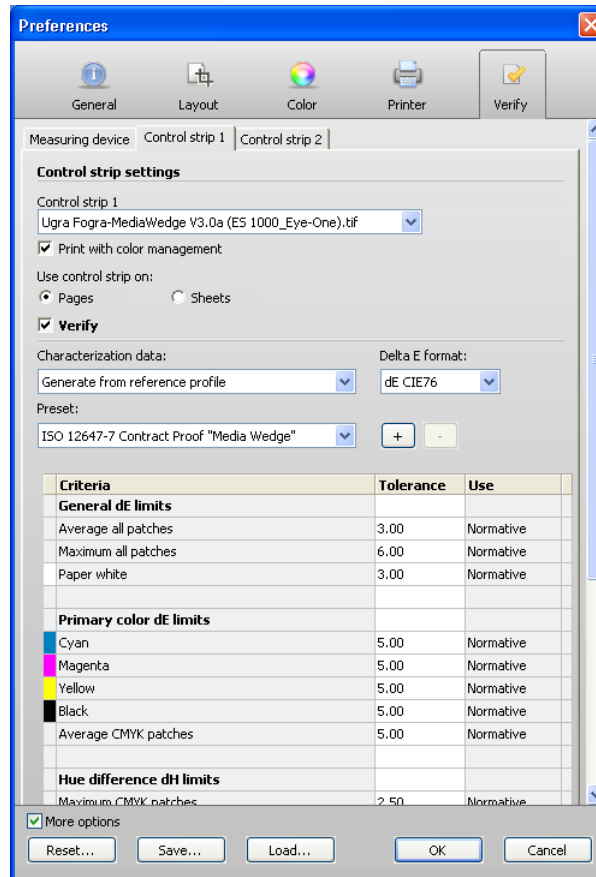 Preferences
General Layout Color Printer Verify
Measuring device Control strip 1 Control strip 2
Control strip settings
Control strip 1
Ugra Fogra-MediaWedge V3.0a (ES 1000_Eye-One).tif
Print with color management
Use control strip on:
Pages Sheets
Verify
Characterization data: Delta E format:
Generate from reference profile dE CIE76
Preset:
ISO 12647-7 Contract Proof "Media Wedge" + -
Criteria Tolerance Use
General dE limits
Average all patches 3.00 Normative
Maximum all patches 6.00 Normative
Paper white 3.00 Normative
Primary color dE limits
Cyan 5.00 Normative
Magenta 5.00 Normative
Yellow 5.00 Normative
Black 5.00 Normative
Average CMYK patches 5.00 Normative
Hue difference dH limits
Maximum CMYK patches 2.50 Normative
More options
Reset... Save... Load... OK Cancel